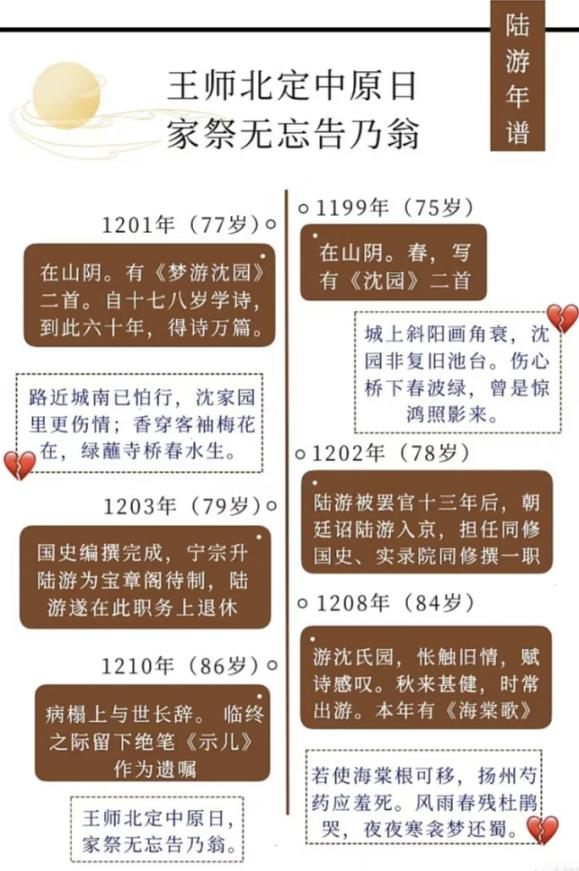 陆游年谱
王师北定中原日
家祭无忘告乃翁
1199年（75岁）
在山阴。春，写
有《沈园》二首
城上斜阳画角衰，沈
园非复旧池台。伤心
桥下春波绿，曾是惊
鸿照影来。
1201年（77岁）
在山阴。有《梦游沈园》
二首。自十七八岁学诗，
到此六十年，得诗万篇。
路近城南已怕行，沈家园
里更伤情；香穿客袖梅花
在，绿蘸寺桥春水生。
1202年（78岁）
陆游被罢官十三年后，朝
廷诏陆游入京，担任同修
国史、实录院同修撰一职
1203年（79岁）
国史编撰完成，宁宗升
陆游为宝章阁待制，陆
游遂在此职务上退休
1208年（84岁）
游沈氏园，怅触旧情，赋
诗感叹。秋来甚健，时常
出游。本年有《海棠歌》
若使海棠根可移，扬州芍
药应羞死。风雨春残杜鹃
哭，夜夜寒衾梦还蜀。
1210年（86岁）
病榻上与世长辞。 临终
之际留下绝笔《示儿》
作为遗嘱
王师北定中原日，
家祭无忘告乃翁。